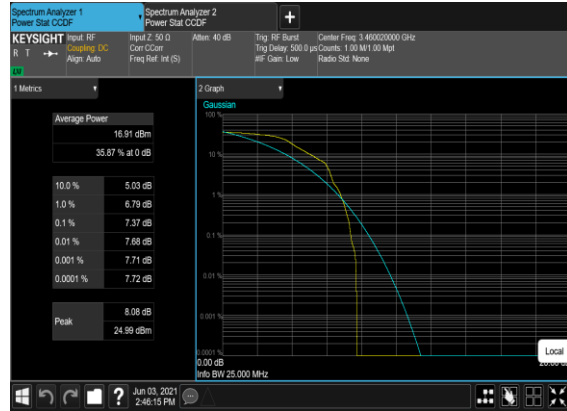 Spectrum Analyzer 1
Power Stat CCDF
Spectrum Analyzer 2
Power Stat CCDF
+
KEYSIGHT
R T
LW
Input: RF
Coupling: DC
Align: Auto
Input Z: 50 Ω
Corr CCorr
Freq Ref: Int (S)
Atten: 40 dB
Trig: RF Burst
Trig Delay: 500.0 µs
#IF Gain: Low
Center Freq: 3.460020000 GHz
Counts: 1.00 M/1.00 Mpt
Radio Std: None
1 Metrics
Average Power
16.91 dBm
35.87 % at 0 dB
10.0 % 5.03 dB
1.0 % 6.79 dB
0.1 % 7.37 dB
0.01 % 7.68 dB
0.001 % 7.71 dB
0.0001 % 7.72 dB
Peak
8.08 dB
24.99 dBm
2 Graph
Gaussian
100 %
10 %
1 %
0.1 %
0.01 %
0.001 %
0.0001 %
0.00 dB
Info BW 25.000 MHz
Local
?
Jun 03, 2021
2:46:15 PM